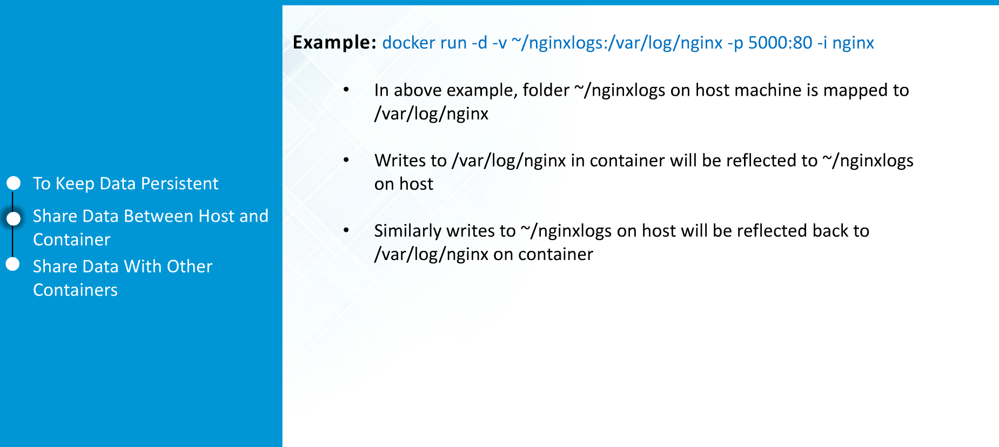 To Keep Data Persistent
Share Data Between Host and
Container
Share Data With Other
Containers
Example: docker run -d -v ~/nginxlogs:/var/log/nginx -p 5000:80 -i nginx
• In above example, folder ~/nginxlogs on host machine is mapped to
/var/log/nginx
• Writes to /var/log/nginx in container will be reflected to ~/nginxlogs
on host
• Similarly writes to ~/nginxlogs on host will be reflected back to
/var/log/nginx on container